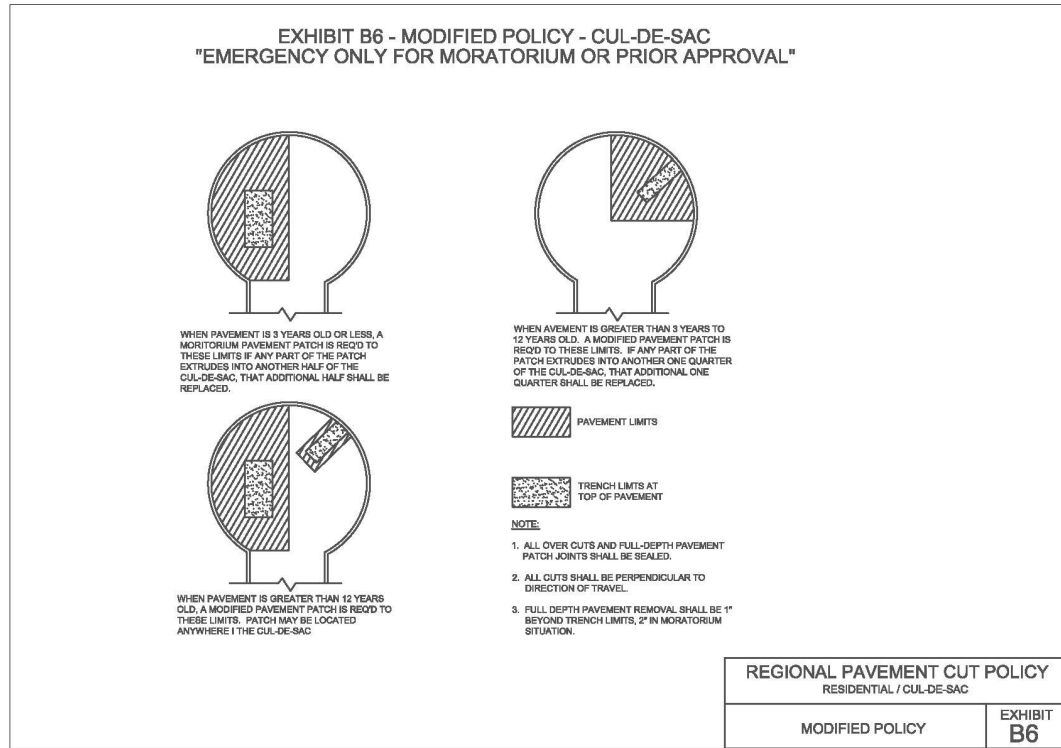 EXHIBIT B6 - MODIFIED POLICY - CUL-DE-SAC
"EMERGENCY ONLY FOR MORATORIUM OR PRIOR APPROVAL"
WHEN PAVEMENT IS 3 YEARS OLD OR LESS, A
MORITORIUM PAVEMENT PATCH IS REQ'D TO
THESE LIMITS IF ANY PART OF THE PATCH
EXTRUDES INTO ANOTHER HALF OF THE
CUL-DE-SAC, THAT ADDITIONAL HALF SHALL BE
REPLACED.
WHEN AVEMENT IS GREATER THAN 3 YEARS TO
12 YEARS OLD. A MODIFIED PAVEMENT PATCH IS
REQ'D TO THESE LIMITS. IF ANY PART OF THE
PATCH EXTRUDES INTO ANOTHER ONE QUARTER
OF THE CUL-DE-SAC, THAT ADDITIONAL ONE
QUARTER SHALL BE REPLACED.
WHEN PAVEMENT IS GREATER THAN 12 YEARS
OLD, A MODIFIED PAVEMENT PATCH IS REQ'D TO
THESE LIMITS. PATCH MAY BE LOCATED
ANYWHERE I THE CUL-DE-SAC
PAVEMENT LIMITS
TRENCH LIMTS AT
TOP OF PAVEMENT
NOTE:
1. ALL OVER CUTS AND FULL-DEPTH PAVEMENT
PATCH JOINTS SHALL BE SEALED.
2. ALL CUTS SHALL BE PERPENDICULAR TO
DIRECTION OF TRAVEL.
3. FULL DEPTH PAVEMENT REMOVAL SHALL BE 1"
BEYOND TRENCH LIMITS, 2" IN MORATORIUM
SITUATION.
REGIONAL PAVEMENT CUT POLICY
RESIDENTIAL / CUL-DE-SAC
MODIFIED POLICY
EXHIBIT
B6